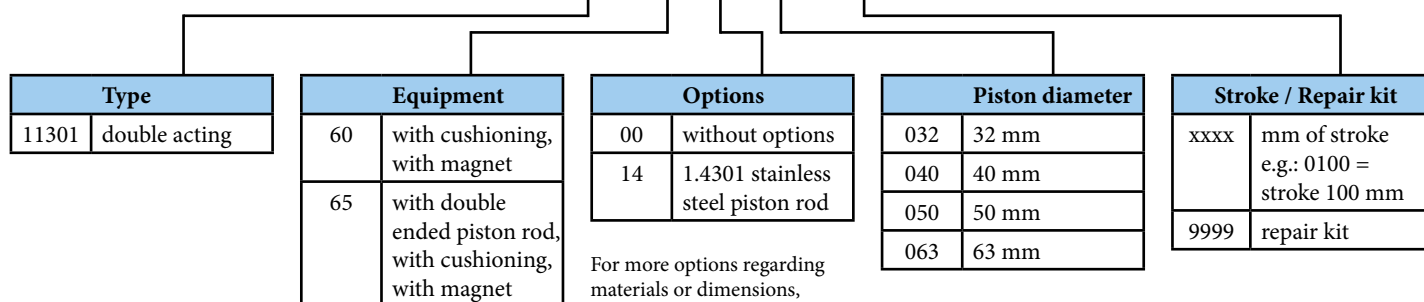 Type
11301 double acting
Equipment
60 with cushioning,
with magnet
65 with double
ended piston rod,
with cushioning,
with magnet
Options
00 without options
14 1.4301 stainless
steel piston rod
For more options regarding
materials or dimensions,
Piston diameter
032 32 mm
040 40 mm
050 50 mm
063 63 mm
Stroke / Repair kit
xxxx mm of stroke
e.g.: 0100 =
stroke 100 mm
9999 repair kit